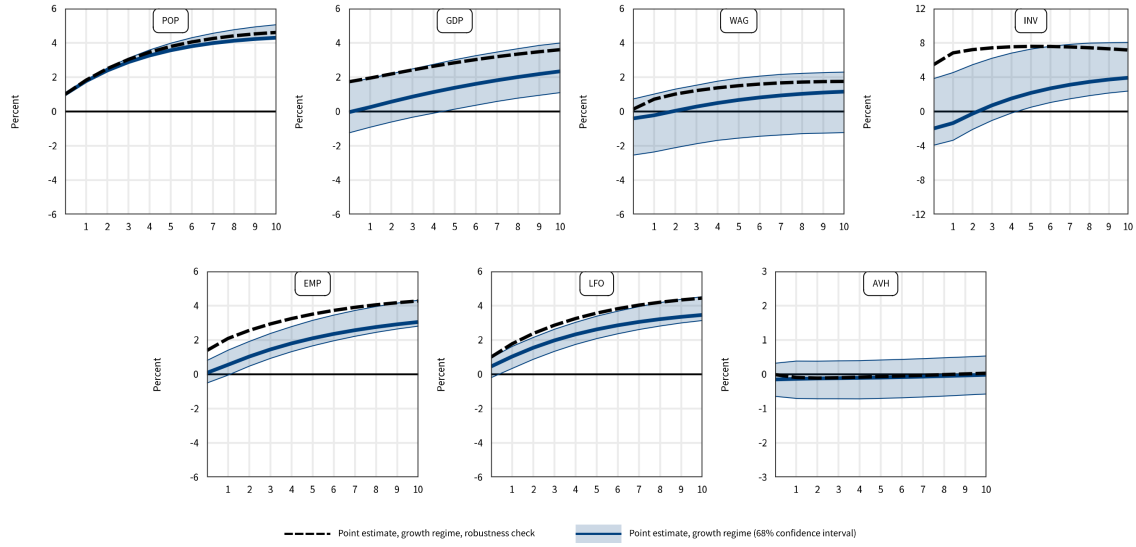 POP
GDP
WAG
INV
6
4
2
0
-2
-4
-6
Percent
1 2 3 4 5 6 7 8 9 10
6
4
2
0
-2
-4
-6
Percent
1 2 3 4 5 6 7 8 9 10
6
4
2
0
-2
-4
-6
Percent
1 2 3 4 5 6 7 8 9 10
12
8
4
0
-4
-8
-12
Percent
1 2 3 4 5 6 7 8 9 10
EMP
LFO
AVH
6
4
2
0
-2
-4
-6
Percent
1 2 3 4 5 6 7 8 9 10
6
4
2
0
-2
-4
-6
Percent
1 2 3 4 5 6 7 8 9 10
3
2
1
0
-1
-2
-3
Percent
1 2 3 4 5 6 7 8 9 10
Point estimate, growth regime, robustness check
Point estimate, growth regime (68% confidence interval)